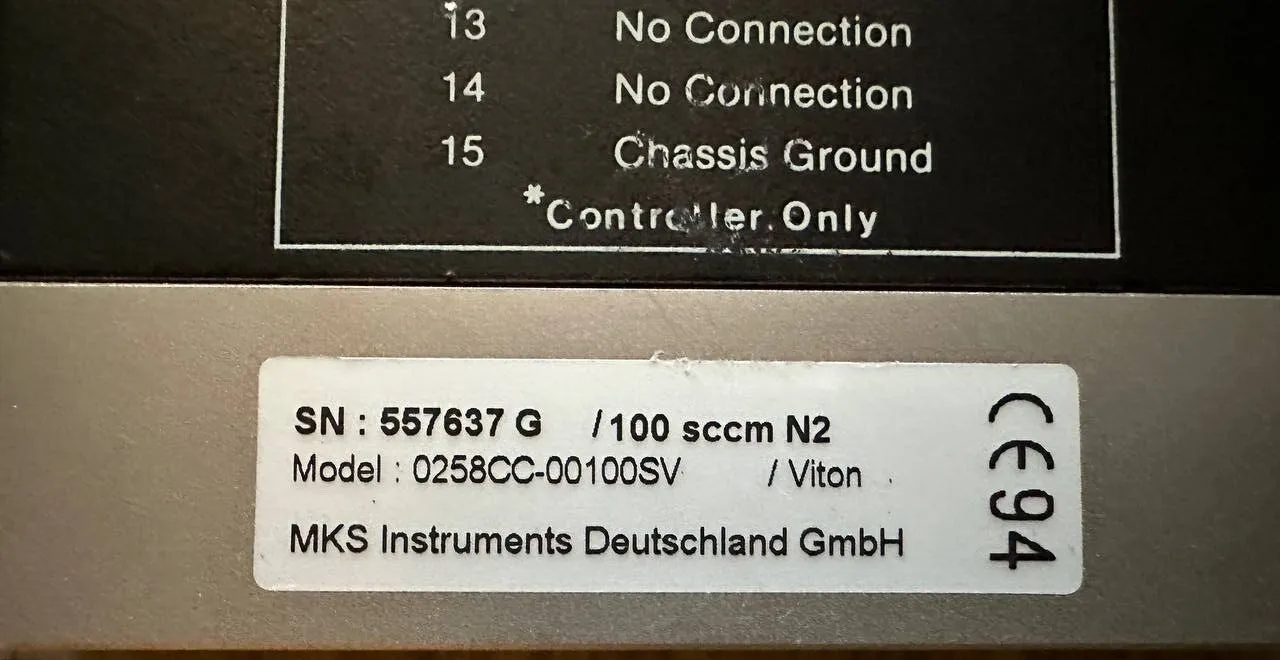 13 No Connection
14 No Connection
15 Chassis Ground
*Controller Only
SN : 557637 G /100 sccm N2
Model : 0258CC-00100SV / Viton
MKS Instruments Deutschland GmbH
CE94